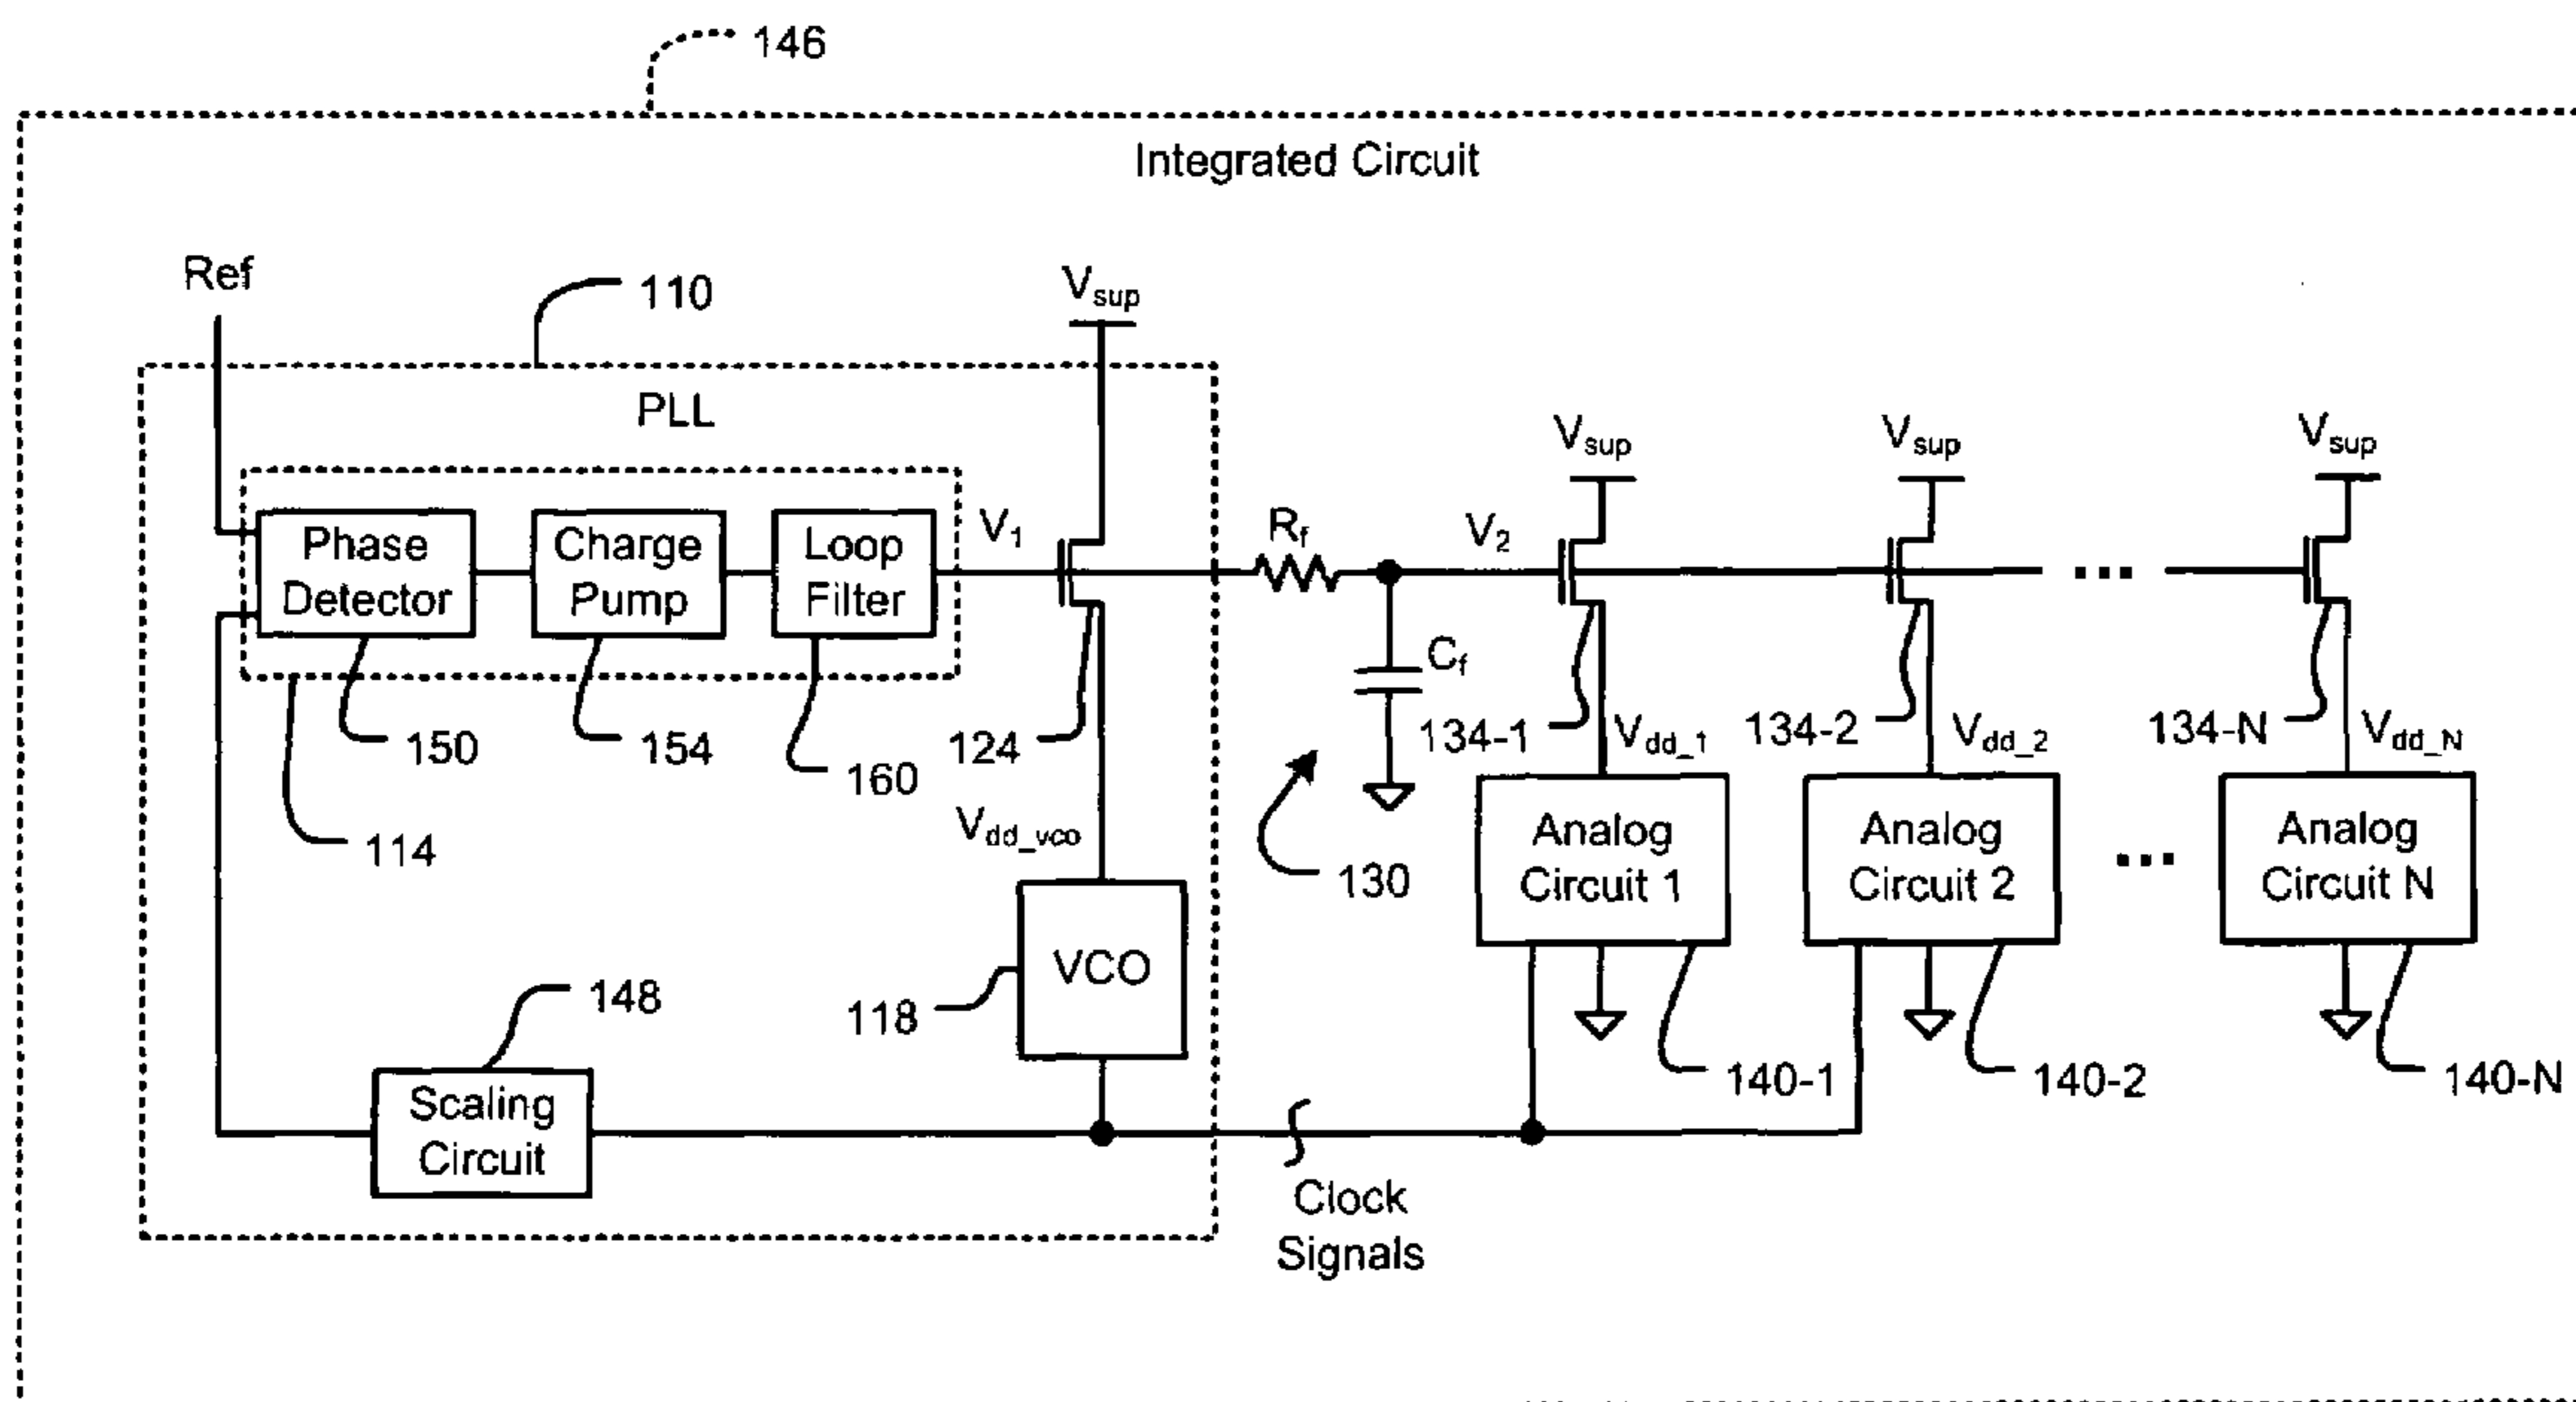 146
Integrated Circuit
Ref
110
Vsup
PLL
Vsup
Vsup
Vsup
Phase
Detector
Charge
Pump
Loop
Filter
V1
Rf
V2
Cf
150
154
160
124
134-1
Vdd_1
134-2
Vdd_2
134-N
Vdd_N
114
Vdd_vco
130
Analog
Circuit 1
Analog
Circuit 2
...
Analog
Circuit N
VCO
118
148
Scaling
Circuit
140-1
140-2
140-N
Clock
Signals